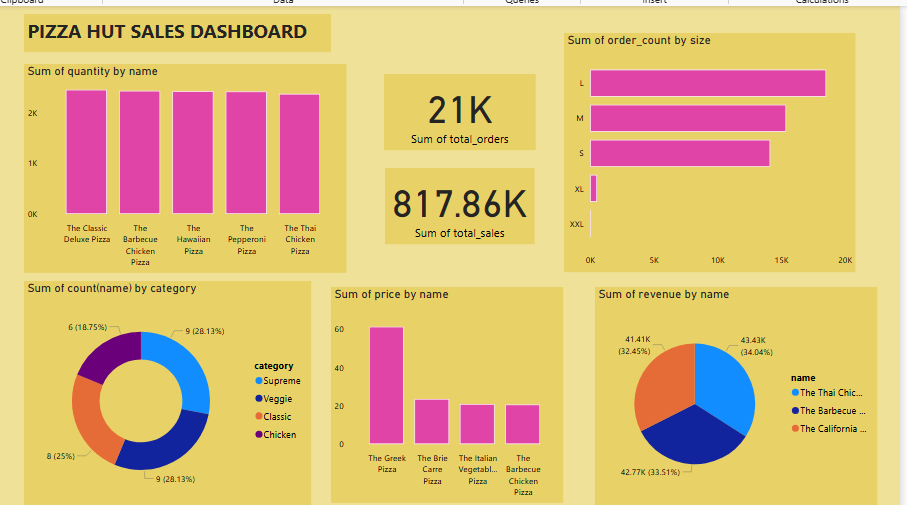 Clipboard
Data
Queries
Insert
Calculations
PIZZA HUT SALES DASHBOARD
Sum of quantity by name
2K
1K
0K
The Classic
Deluxe Pizza
The
Barbecue
Chicken
Pizza
The
Hawaiian
Pizza
The
Pepperoni
Pizza
The Thai
Chicken
Pizza
21K
Sum of total_orders
817.86K
Sum of total_sales
Sum of order_count by size
L
M
S
XL
XXL
0K
5K
10K
15K
20K
Sum of count(name) by category
6 (18.75%)
9 (28.13%)
8 (25%)
9 (28.13%)
category
Supreme
Veggie
Classic
Chicken
Sum of price by name
60
40
20
0
The Greek
Pizza
The Brie
Carre
Pizza
The Italian
Vegetabl...
Pizza
The
Barbecue
Chicken
Pizza
Sum of revenue by name
41.41K
(32.45%)
43.43K
(34.04%)
42.77K (33.51%)
name
The Thai Chic...
The Barbecue ...
The California ...